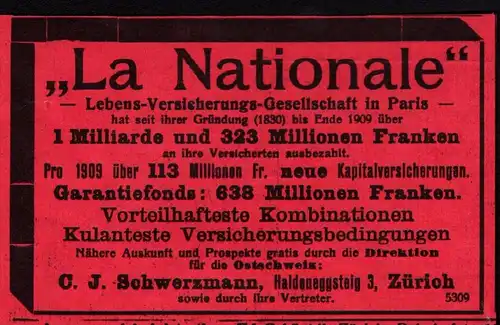 „La Nationale“
— Lebens-Versicherungs-Gesellschaft in Paris —
hat seit ihrer Gründung (1830) bis Ende 1909 über
1 Milliarde und 323 Millionen Franken
an ihre Versicherten ausbezahlt.
Pro 1909 über 113 Millionen Fr. neue Kapitalversicherungen.
Garantiefonds: 638 Millionen Franken.
Vorteilhafteste Kombinationen
Kulanteste Versicherungsbedingungen
Nähere Auskunft und Prospekte gratis durch die Direktion
für die Ostschweiz:
C. J. Schwerzmann, Haldeneggsteig 3, Zürich
sowie durch ihre Vertreter. 5309